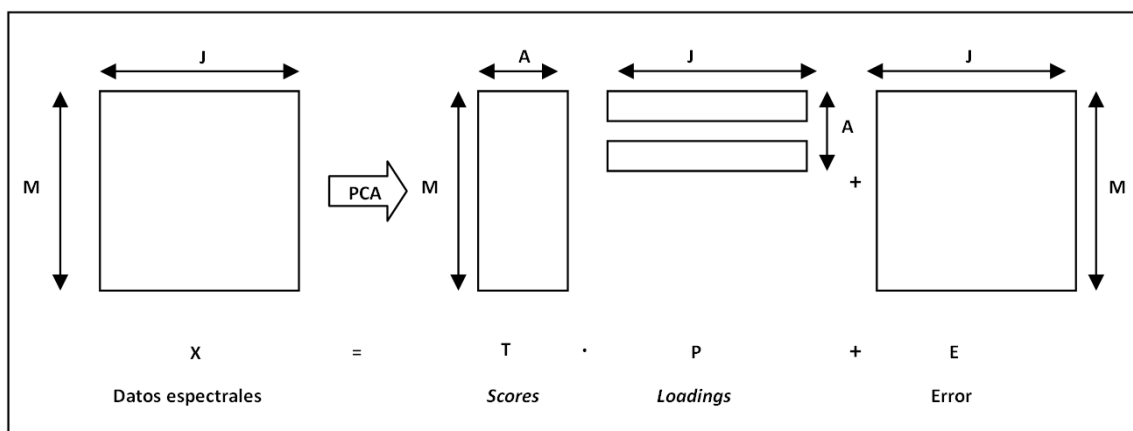 J
A
J
J
M
PCA
M
A
+
M
X = T · P + E
Datos espectrales Scores Loadings Error